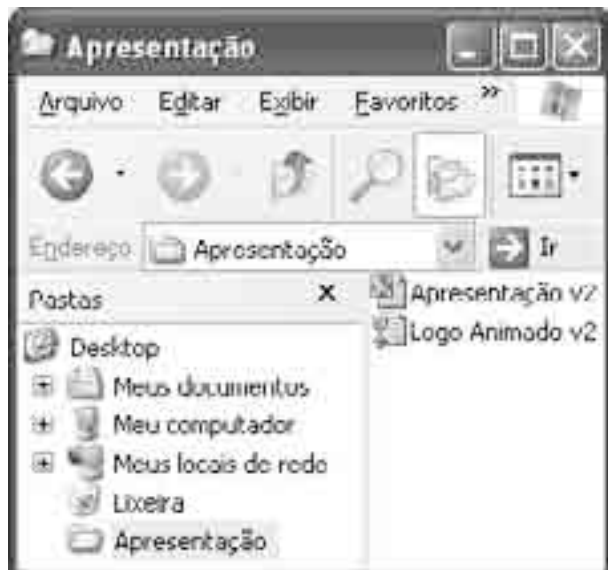 Apresentação
Arquivo Editar Exibir Favoritos »
Endereço Apresentação Ir
Pastas x
Apresentação v2
Logo Animado v2
Desktop
Meus documentos
Meu computador
Meus locais de rede
Lixeira
Apresentação